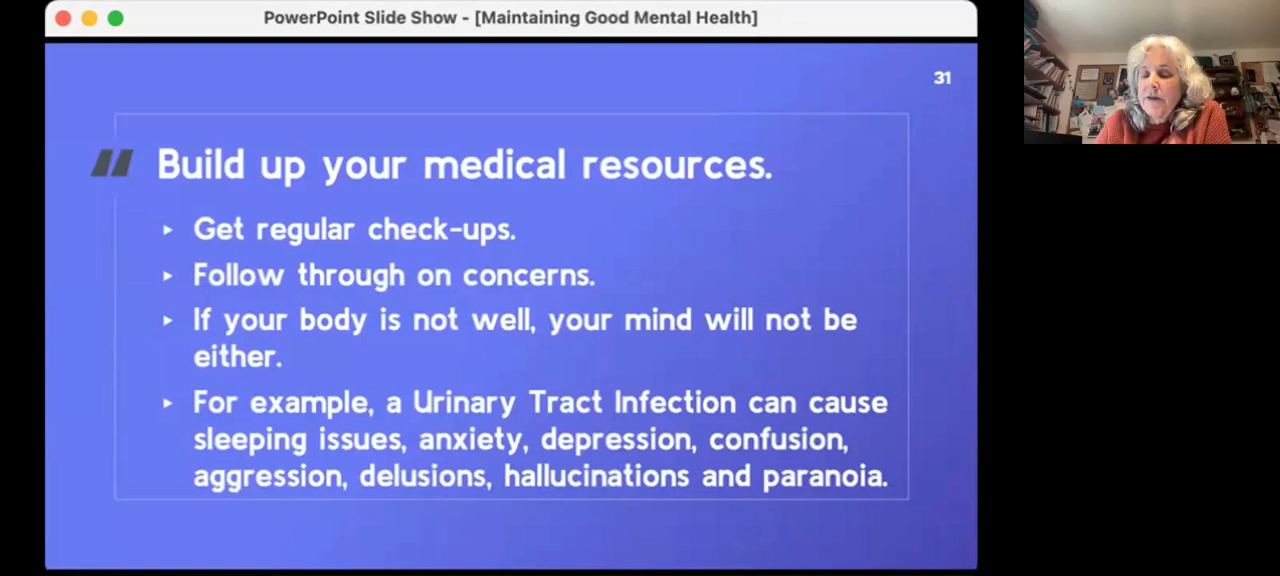 PowerPoint Slide Show - [Maintaining Good Mental Health]
31
Build up your medical resources.
Get regular check-ups.
Follow through on concerns.
If your body is not well, your mind will not be
either.
For example, a Urinary Tract Infection can cause
sleeping issues, anxiety, depression, confusion,
aggression, delusions, hallucinations and paranoia.